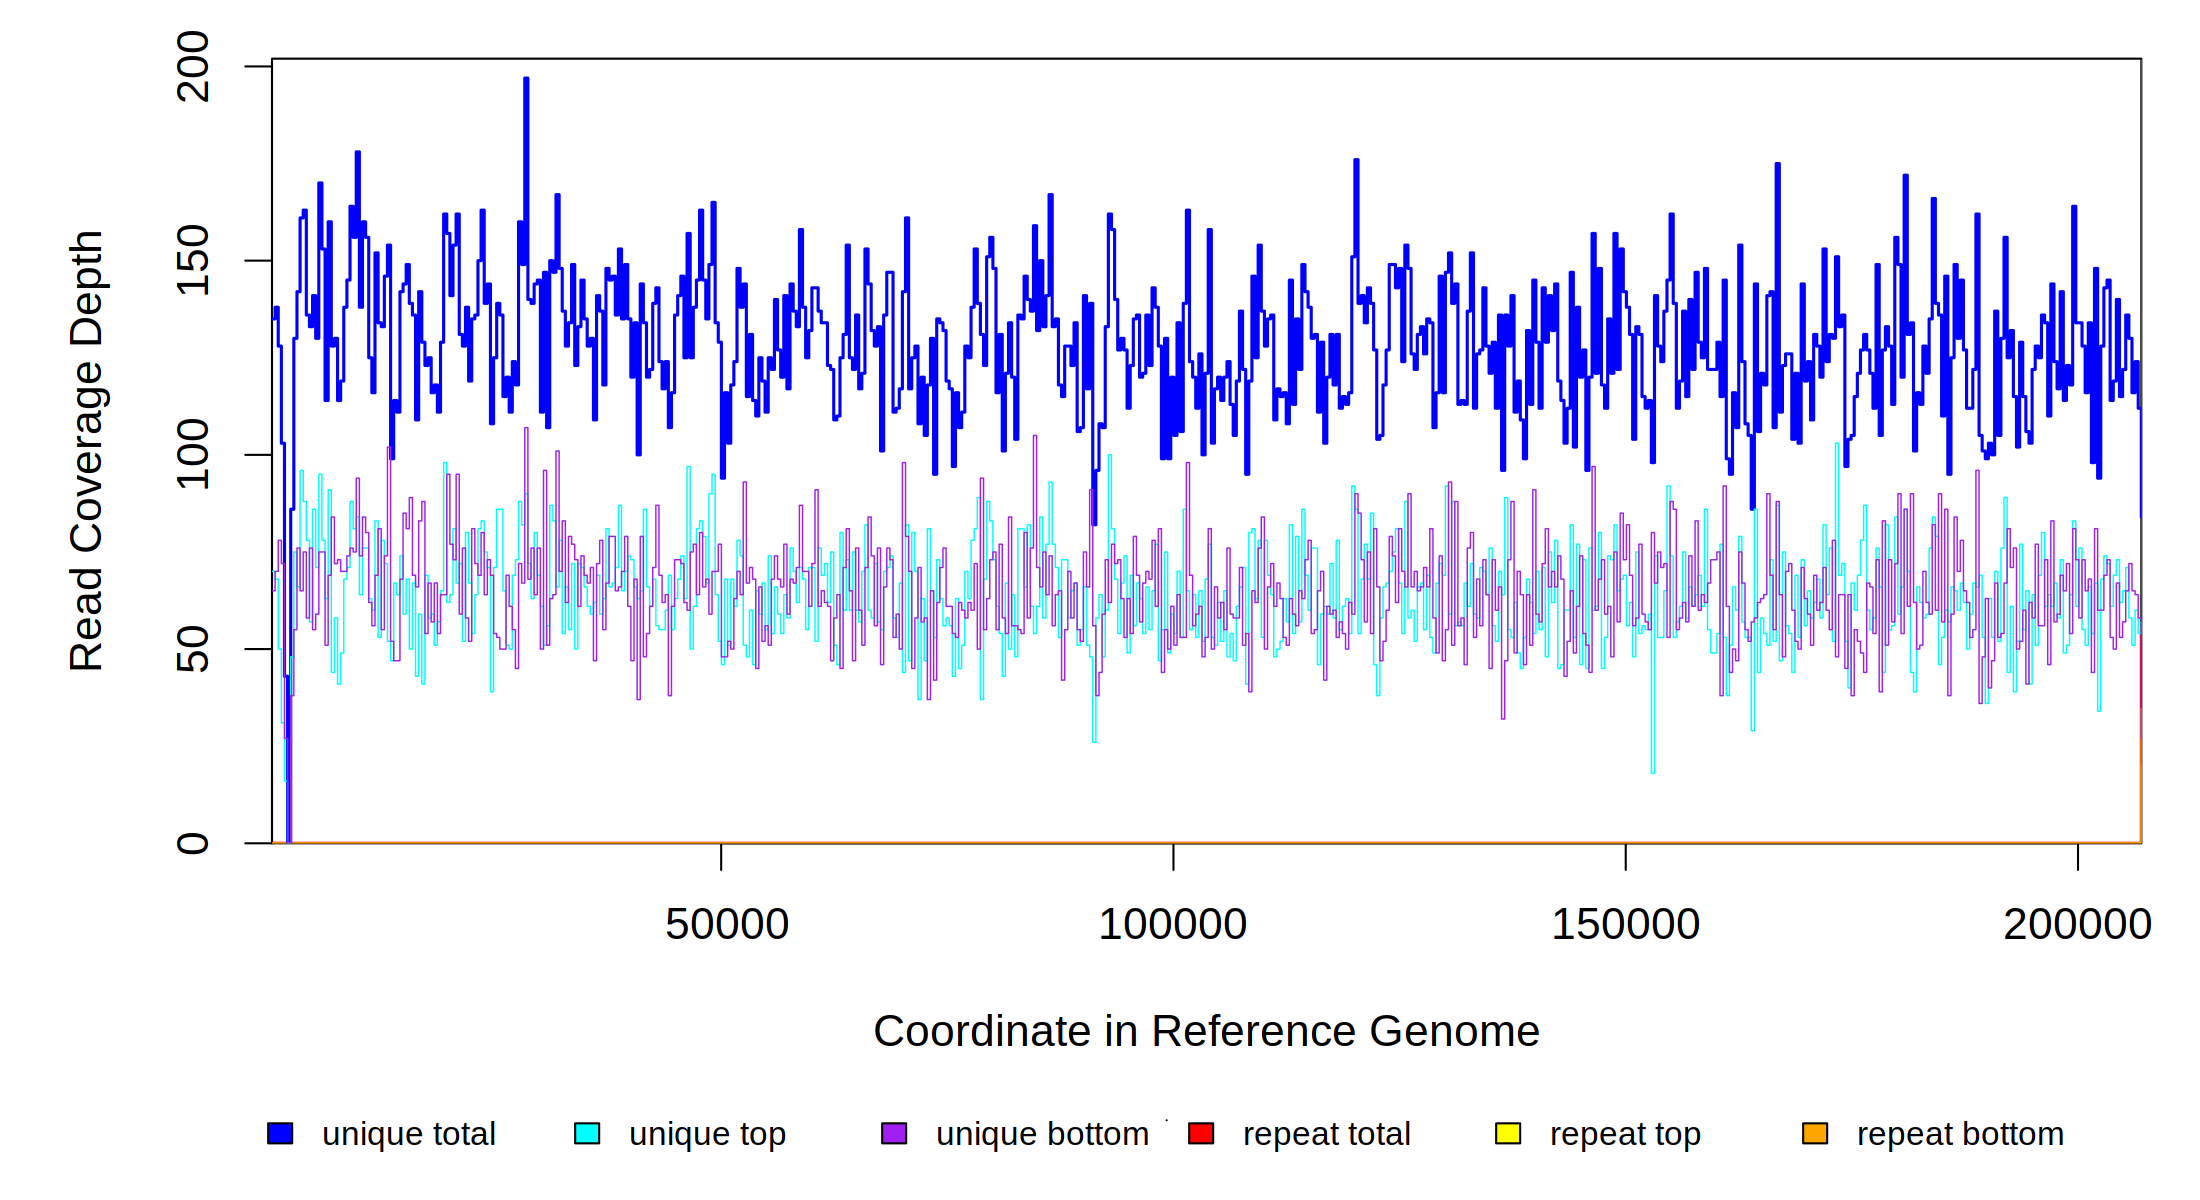 200
150
100
50
0
Read Coverage Depth
50000 100000 150000 200000
Coordinate in Reference Genome
unique total unique top unique bottom repeat total repeat top repeat bottom